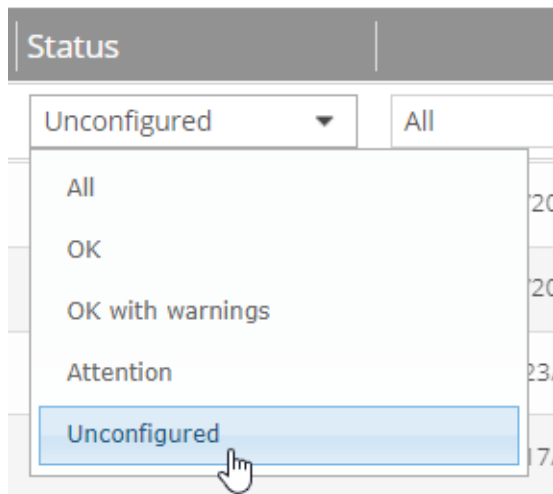 Status
Unconfigured
All
All
OK
OK with warnings
Attention
Unconfigured